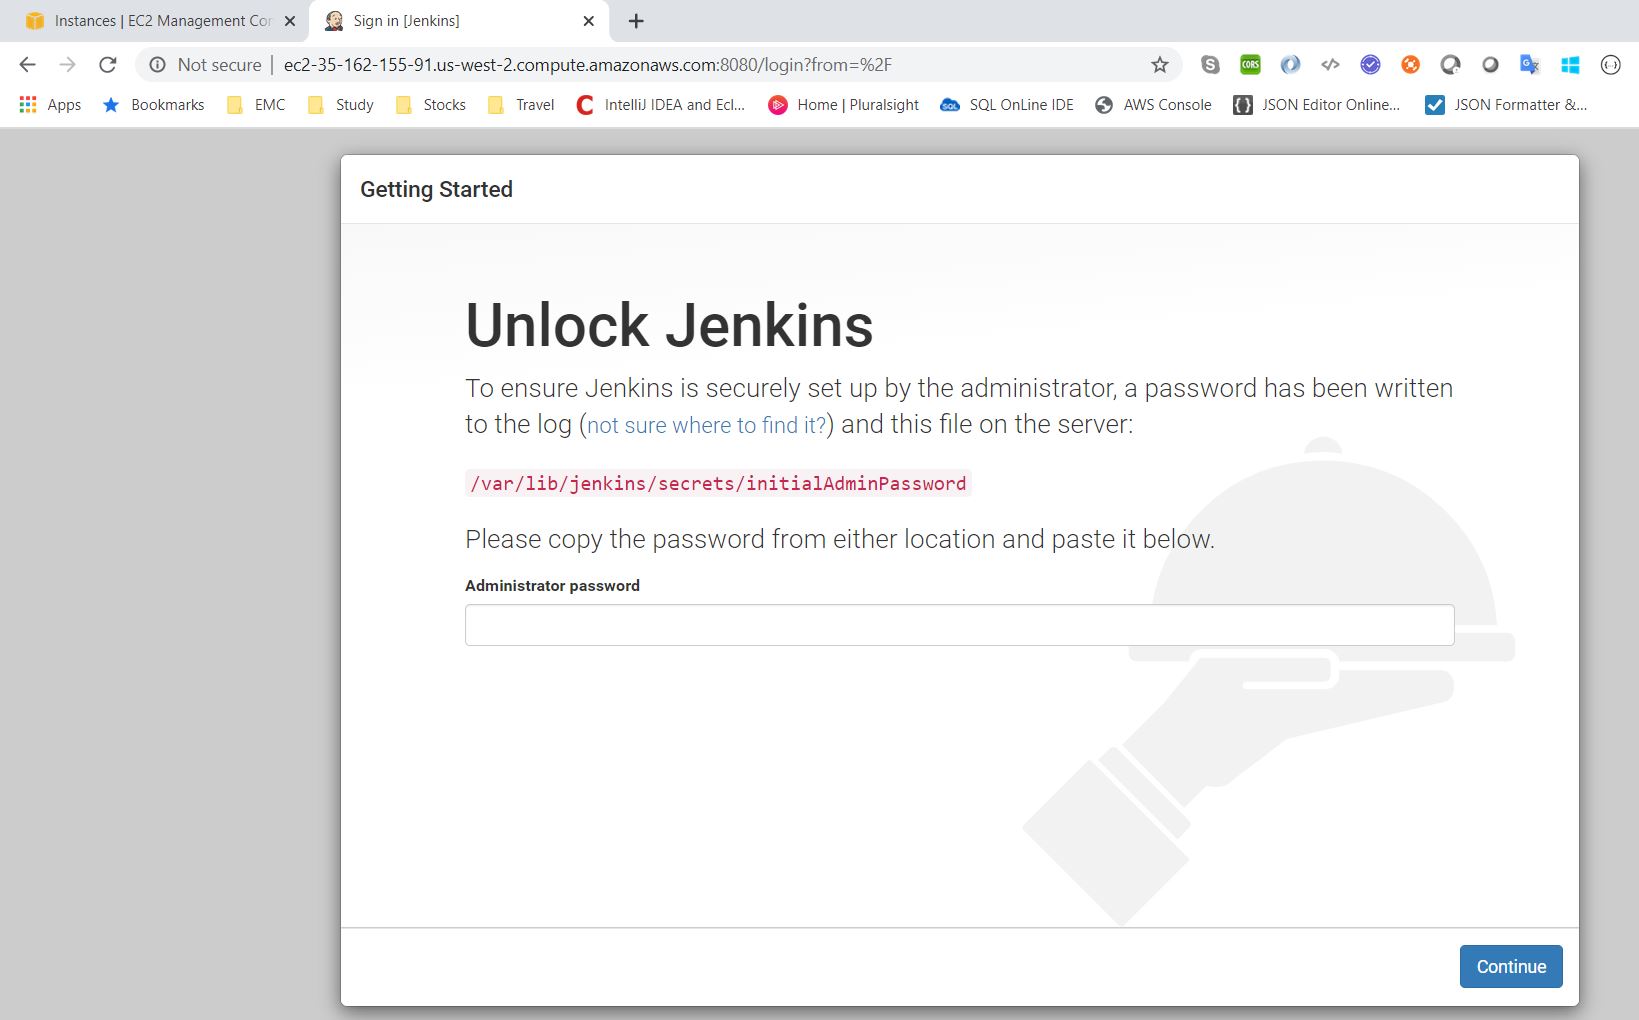 Instances | EC2 Management Con
Sign in [Jenkins]
Not secure | ec2-35-162-155-91.us-west-2.compute.amazonaws.com:8080/login?from=%2F
Apps Bookmarks EMC Study Stocks Travel IntelliJ IDEA and Ecl... Home | Pluralsight SQL OnLine IDE AWS Console JSON Editor Online... JSON Formatter &...
Getting Started
Unlock Jenkins
To ensure Jenkins is securely set up by the administrator, a password has been written
to the log (not sure where to find it?) and this file on the server:
/var/lib/jenkins/secrets/initialAdminPassword
Please copy the password from either location and paste it below.
Administrator password
Continue